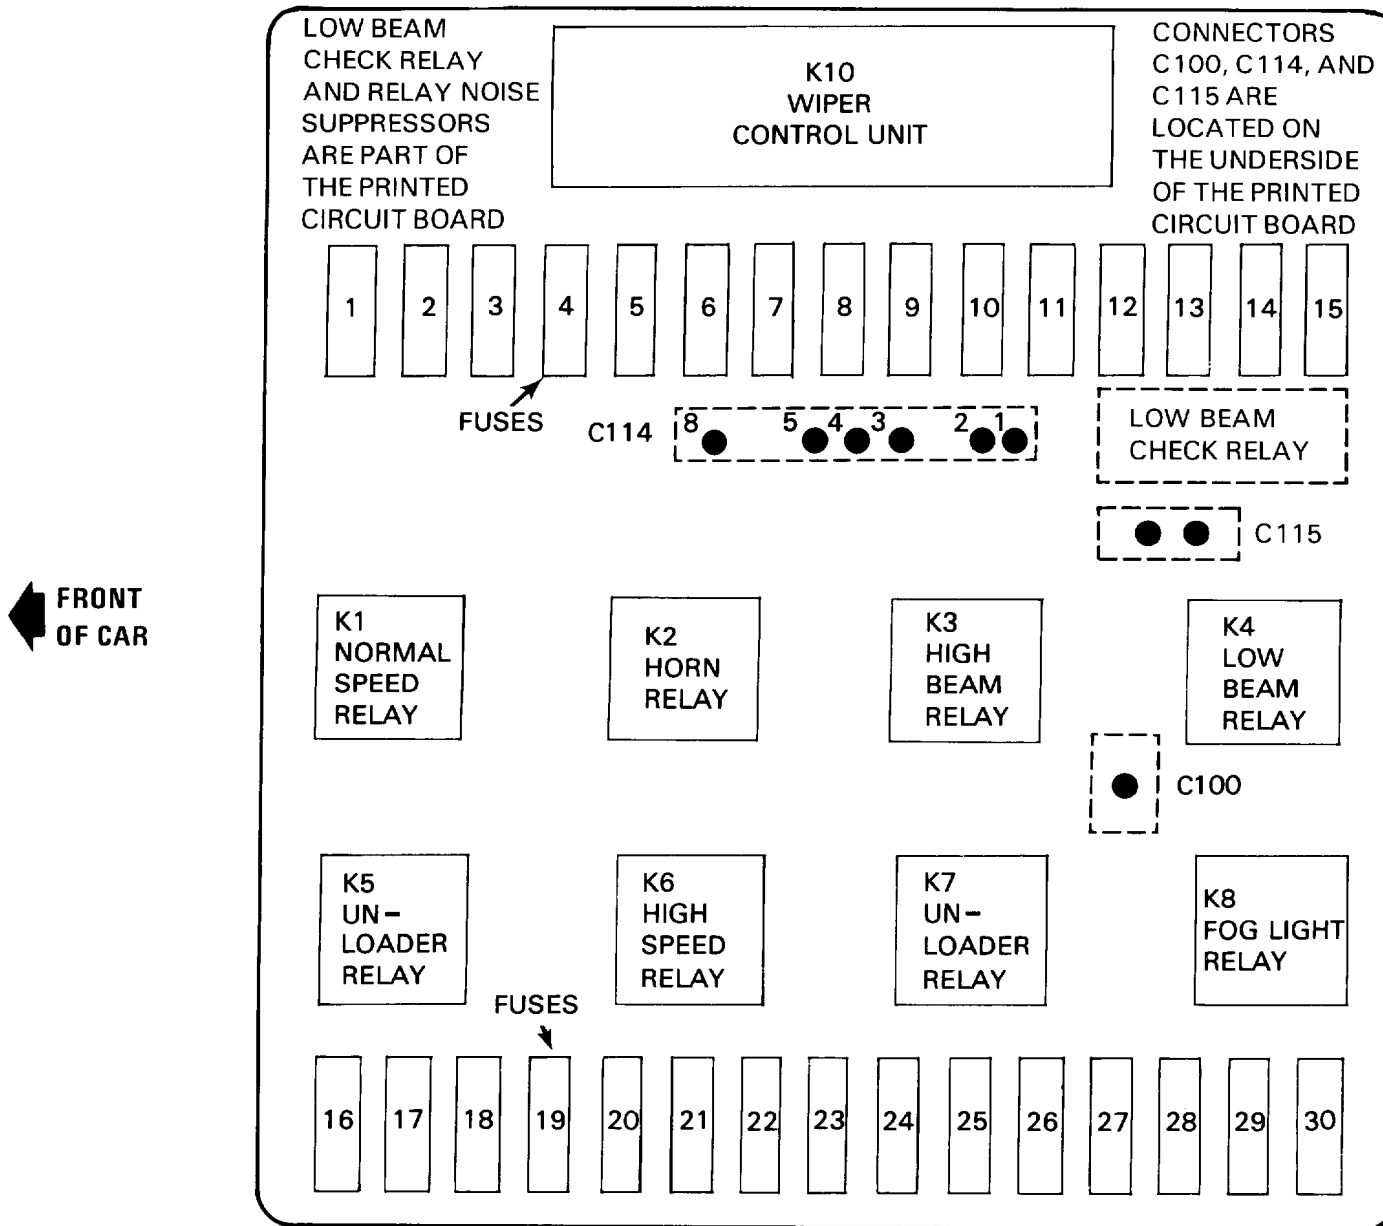 LOW BEAM
CHECK RELAY
AND RELAY NOISE
SUPPRESSORS
ARE PART OF
THE PRINTED
CIRCUIT BOARD
K10
WIPER
CONTROL UNIT
CONNECTORS
C100, C114, AND
C115 ARE
LOCATED ON
THE UNDERSIDE
OF THE PRINTED
CIRCUIT BOARD
1 2 3 4 5 6 7 8 9 10 11 12 13 14 15
FUSES
C114
8 5 4 3 2 1
LOW BEAM
CHECK RELAY
C115
FRONT
OF CAR
K1
NORMAL
SPEED
RELAY
K2
HORN
RELAY
K3
HIGH
BEAM
RELAY
K4
LOW
BEAM
RELAY
C100
K5
UN-
LOADER
RELAY
K6
HIGH
SPEED
RELAY
K7
UN-
LOADER
RELAY
K8
FOG LIGHT
RELAY
FUSES
16 17 18 19 20 21 22 23 24 25 26 27 28 29 30